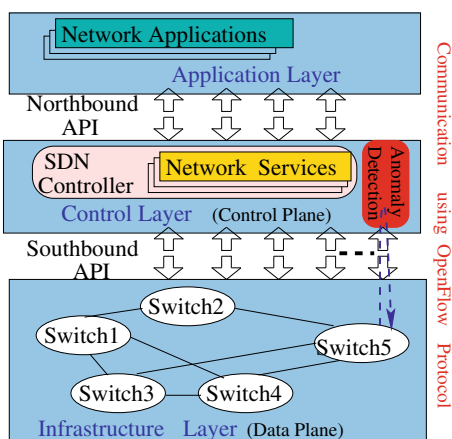 Network Applications
Application Layer
Northbound
API
SDN
Controller
Network Services
Anomaly
Detection
Control Layer (Control Plane)
Southbound
API
Switch2
Switch1
Switch5
Switch3
Switch4
Infrastructure Layer (Data Plane)
Communication using OpenFlow Protocol